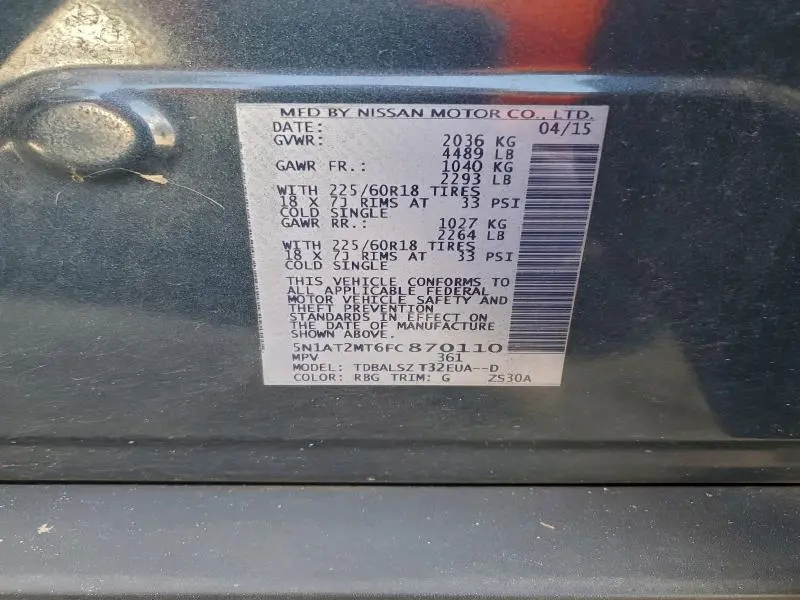 MFD BY NISSAN MOTOR CO., LTD.
DATE: 04/15
GVWR: 2036 KG
4489 LB
GAWR FR.: 1040 KG
2293 LB
WITH 225/60R18 TIRES
18 X 7J RIMS AT 33 PSI
COLD SINGLE
GAWR RR.: 1027 KG
2264 LB
WITH 225/60R18 TIRES
18 X 7J RIMS AT 33 PSI
COLD SINGLE
THIS VEHICLE CONFORMS TO
ALL APPLICABLE FEDERAL
MOTOR VEHICLE SAFETY AND
THEFT PREVENTION
STANDARDS IN EFFECT ON
THE DATE OF MANUFACTURE
SHOWN ABOVE.
5N1AT2MT6FC870110
MPV 361
MODEL: TDBALSZ T32EUA--D
COLOR: RBG TRIM: G ZS30A